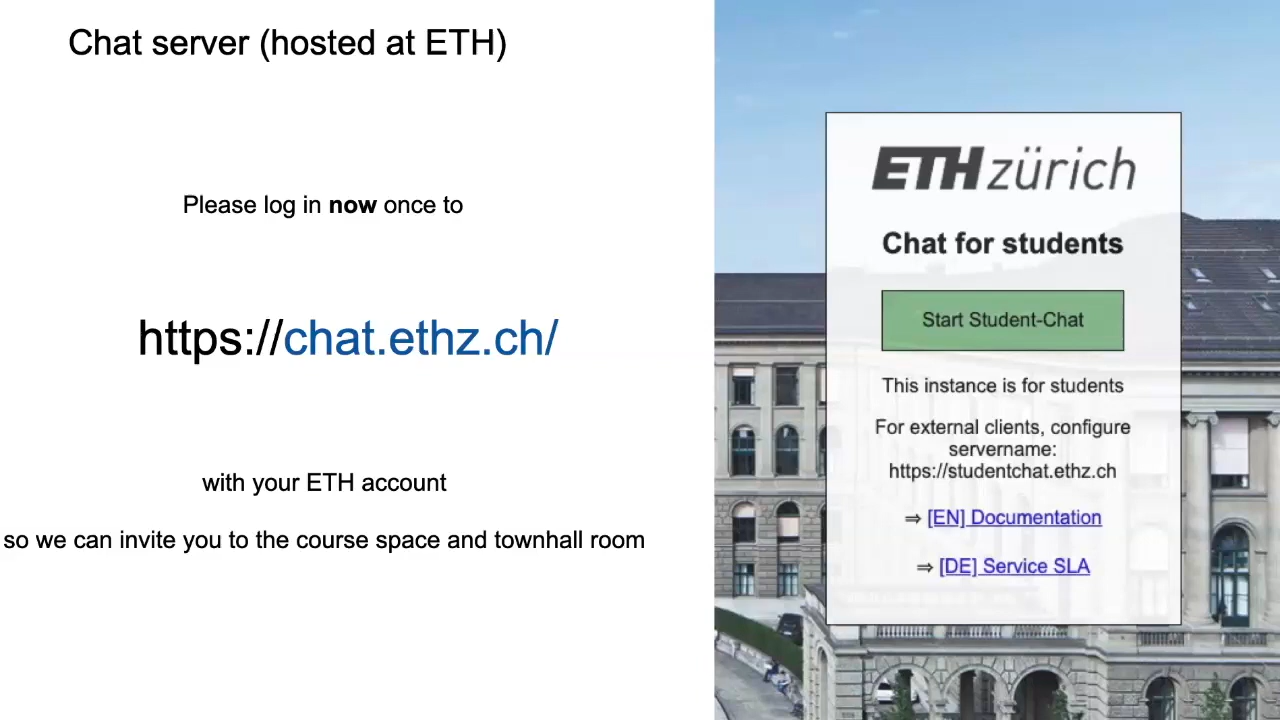 Chat server (hosted at ETH)
Please log in now once to
https://chat.ethz.ch/
with your ETH account
so we can invite you to the course space and townhall room
ETH zürich
Chat for students
Start Student-Chat
This instance is for students
For external clients, configure
servername:
https://studentchat.ethz.ch
⇒ [EN] Documentation
⇒ [DE] Service SLA